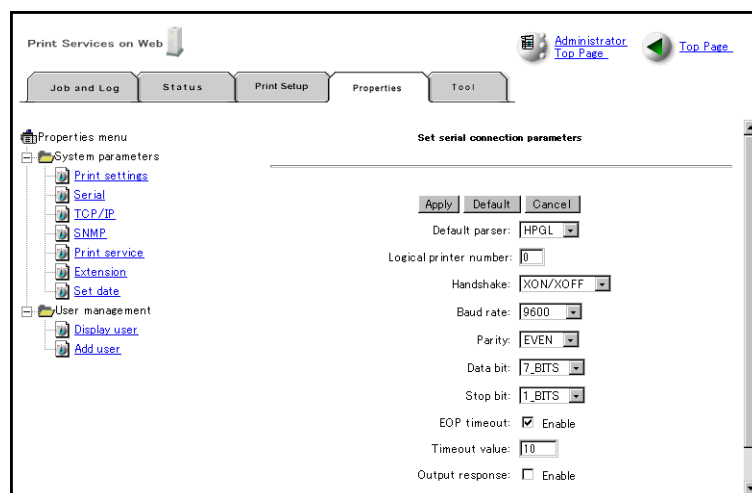 Print Services on Web
Administrator
Top Page
Top Page
Job and Log
Status
Print Setup
Properties
Tool
Properties menu
System parameters
Print settings
Serial
TCP/IP
SNMP
Print service
Extension
Set date
User management
Display user
Add user
Set serial connection parameters
Apply Default Cancel
Default parser: HPGL
Logical printer number: 0
Handshake: XON/XOFF
Baud rate: 9600
Parity: EVEN
Data bit: 7_BITS
Stop bit: 1_BITS
EOP timeout: Enable
Timeout value: 10
Output response: Enable